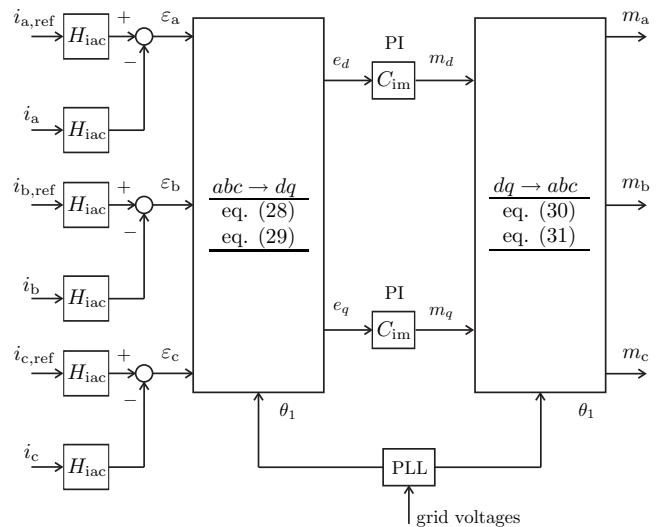 i_a,ref
H_iac
+
−
ε_a
i_a
H_iac
i_b,ref
H_iac
+
−
ε_b
i_b
H_iac
i_c,ref
H_iac
+
−
ε_c
i_c
H_iac
abc → dq
eq. (28)
eq. (29)
e_d
PI
C_im
m_d
e_q
PI
C_im
m_q
dq → abc
eq. (30)
eq. (31)
m_a
m_b
m_c
θ_1
θ_1
PLL
grid voltages